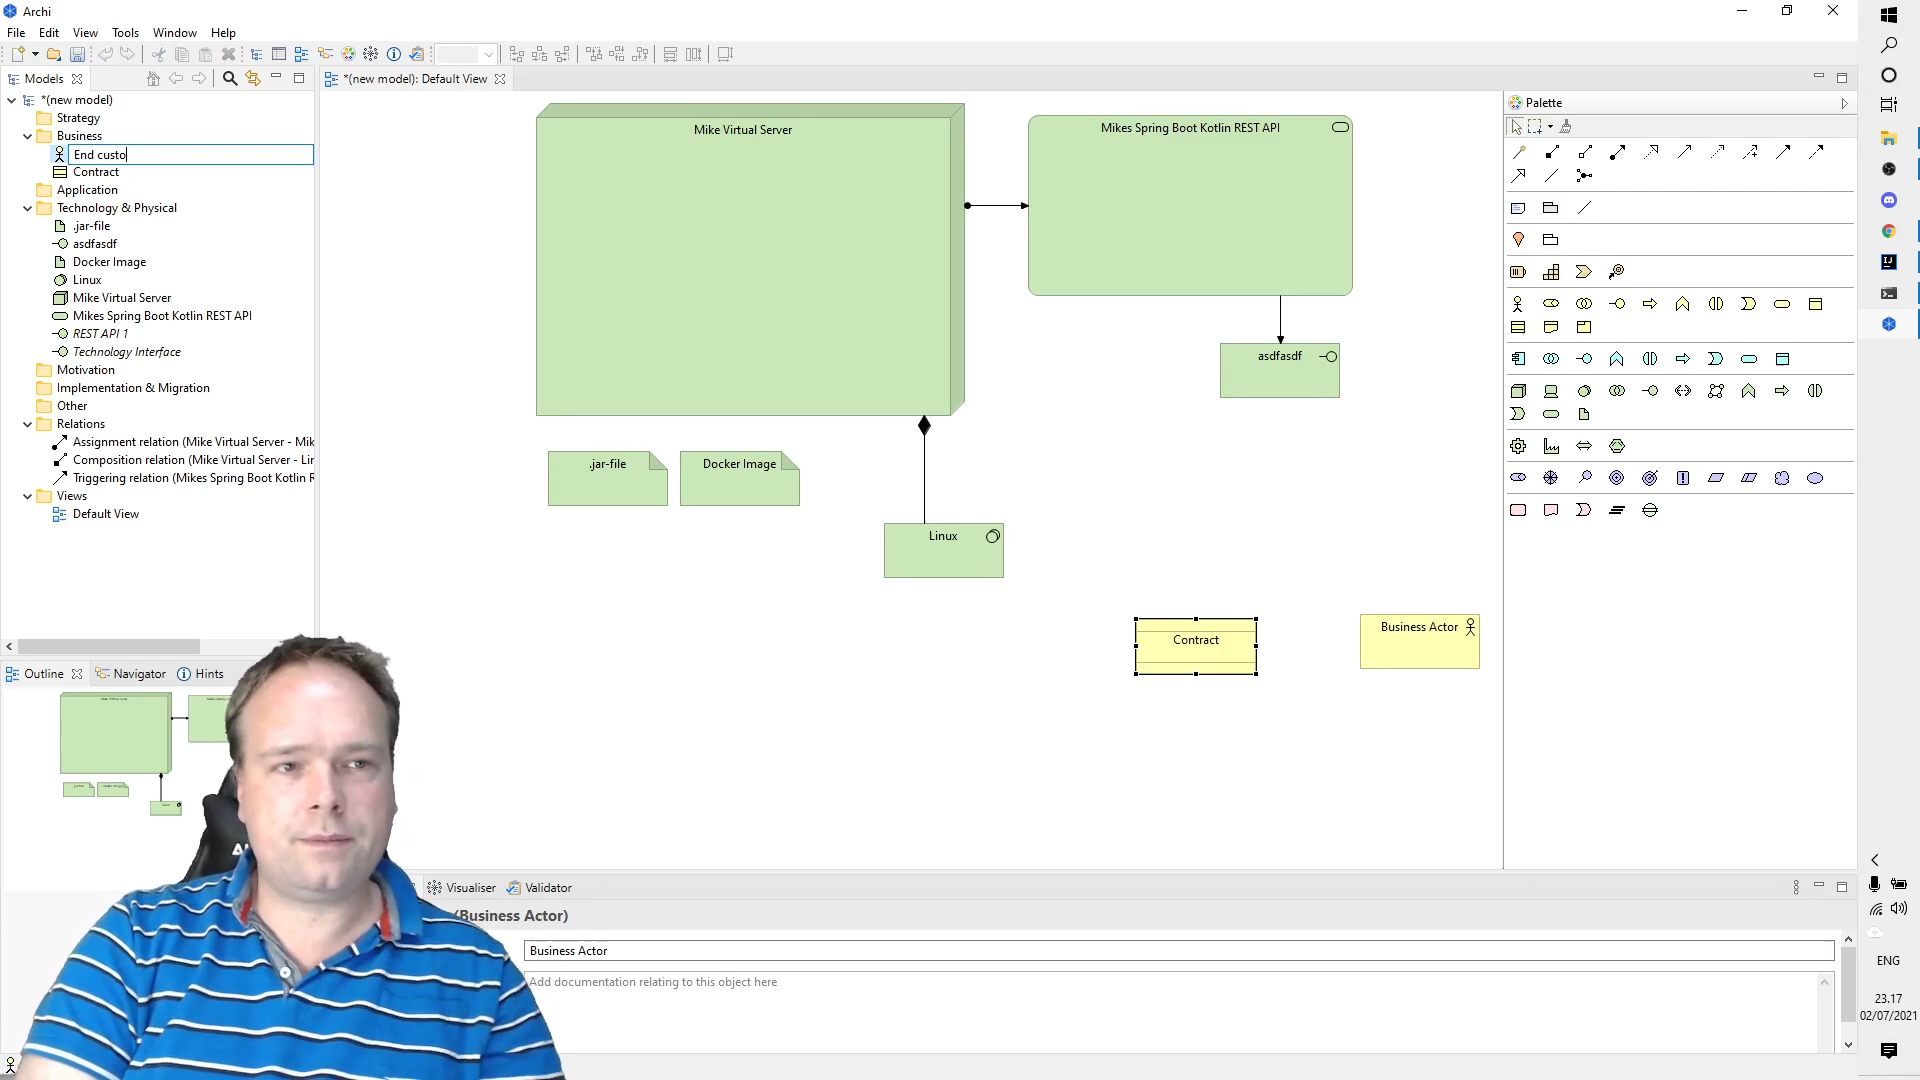 Archi
File Edit View Tools Window Help
Models
*(new model): Default View
*(new model)
Strategy
Business
End custo
Contract
Application
Technology & Physical
.jar-file
asdfasdf
Docker Image
Linux
Mike Virtual Server
Mikes Spring Boot Kotlin REST API
REST API 1
Technology Interface
Motivation
Implementation & Migration
Other
Relations
Assignment relation (Mike Virtual Server - Mik
Composition relation (Mike Virtual Server - Lir
Triggering relation (Mikes Spring Boot Kotlin R
Views
Default View
Mike Virtual Server
Mikes Spring Boot Kotlin REST API
asdfasdf
.jar-file
Docker Image
Linux
Contract
Business Actor
Palette
Outline
Navigator
Hints
Visualiser
Validator
(Business Actor)
Business Actor
Add documentation relating to this object here
ENG
23.17
02/07/2021